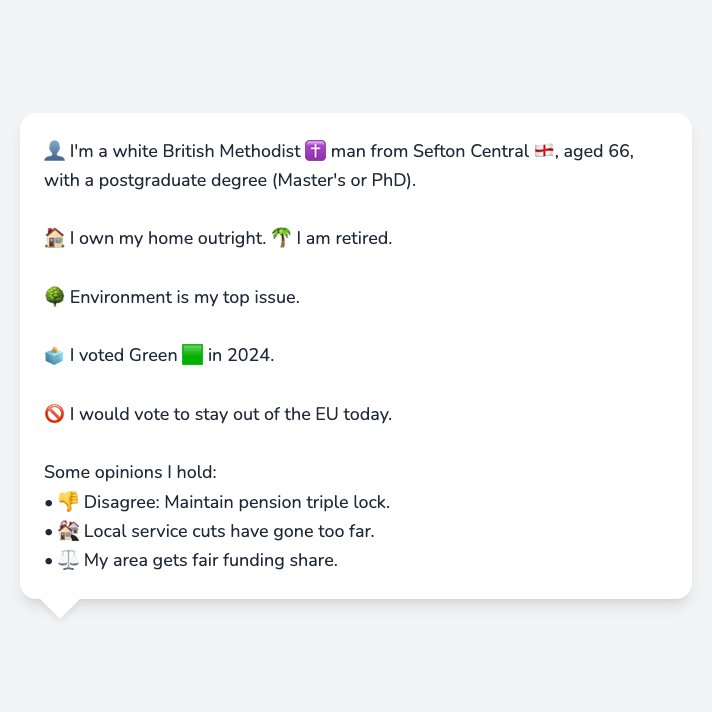 👤 I'm a white British Methodist ✝️ man from Sefton Central 🏴󠁧󠁢󠁥󠁮󠁧󠁿, aged 66,
with a postgraduate degree (Master's or PhD).
🏠 I own my home outright. 🌴 I am retired.
🌳 Environment is my top issue.
🗳️ I voted Green 🟩 in 2024.
🚫 I would vote to stay out of the EU today.
Some opinions I hold:
• 👎 Disagree: Maintain pension triple lock.
• 🏚️ Local service cuts have gone too far.
• ⚖️ My area gets fair funding share.